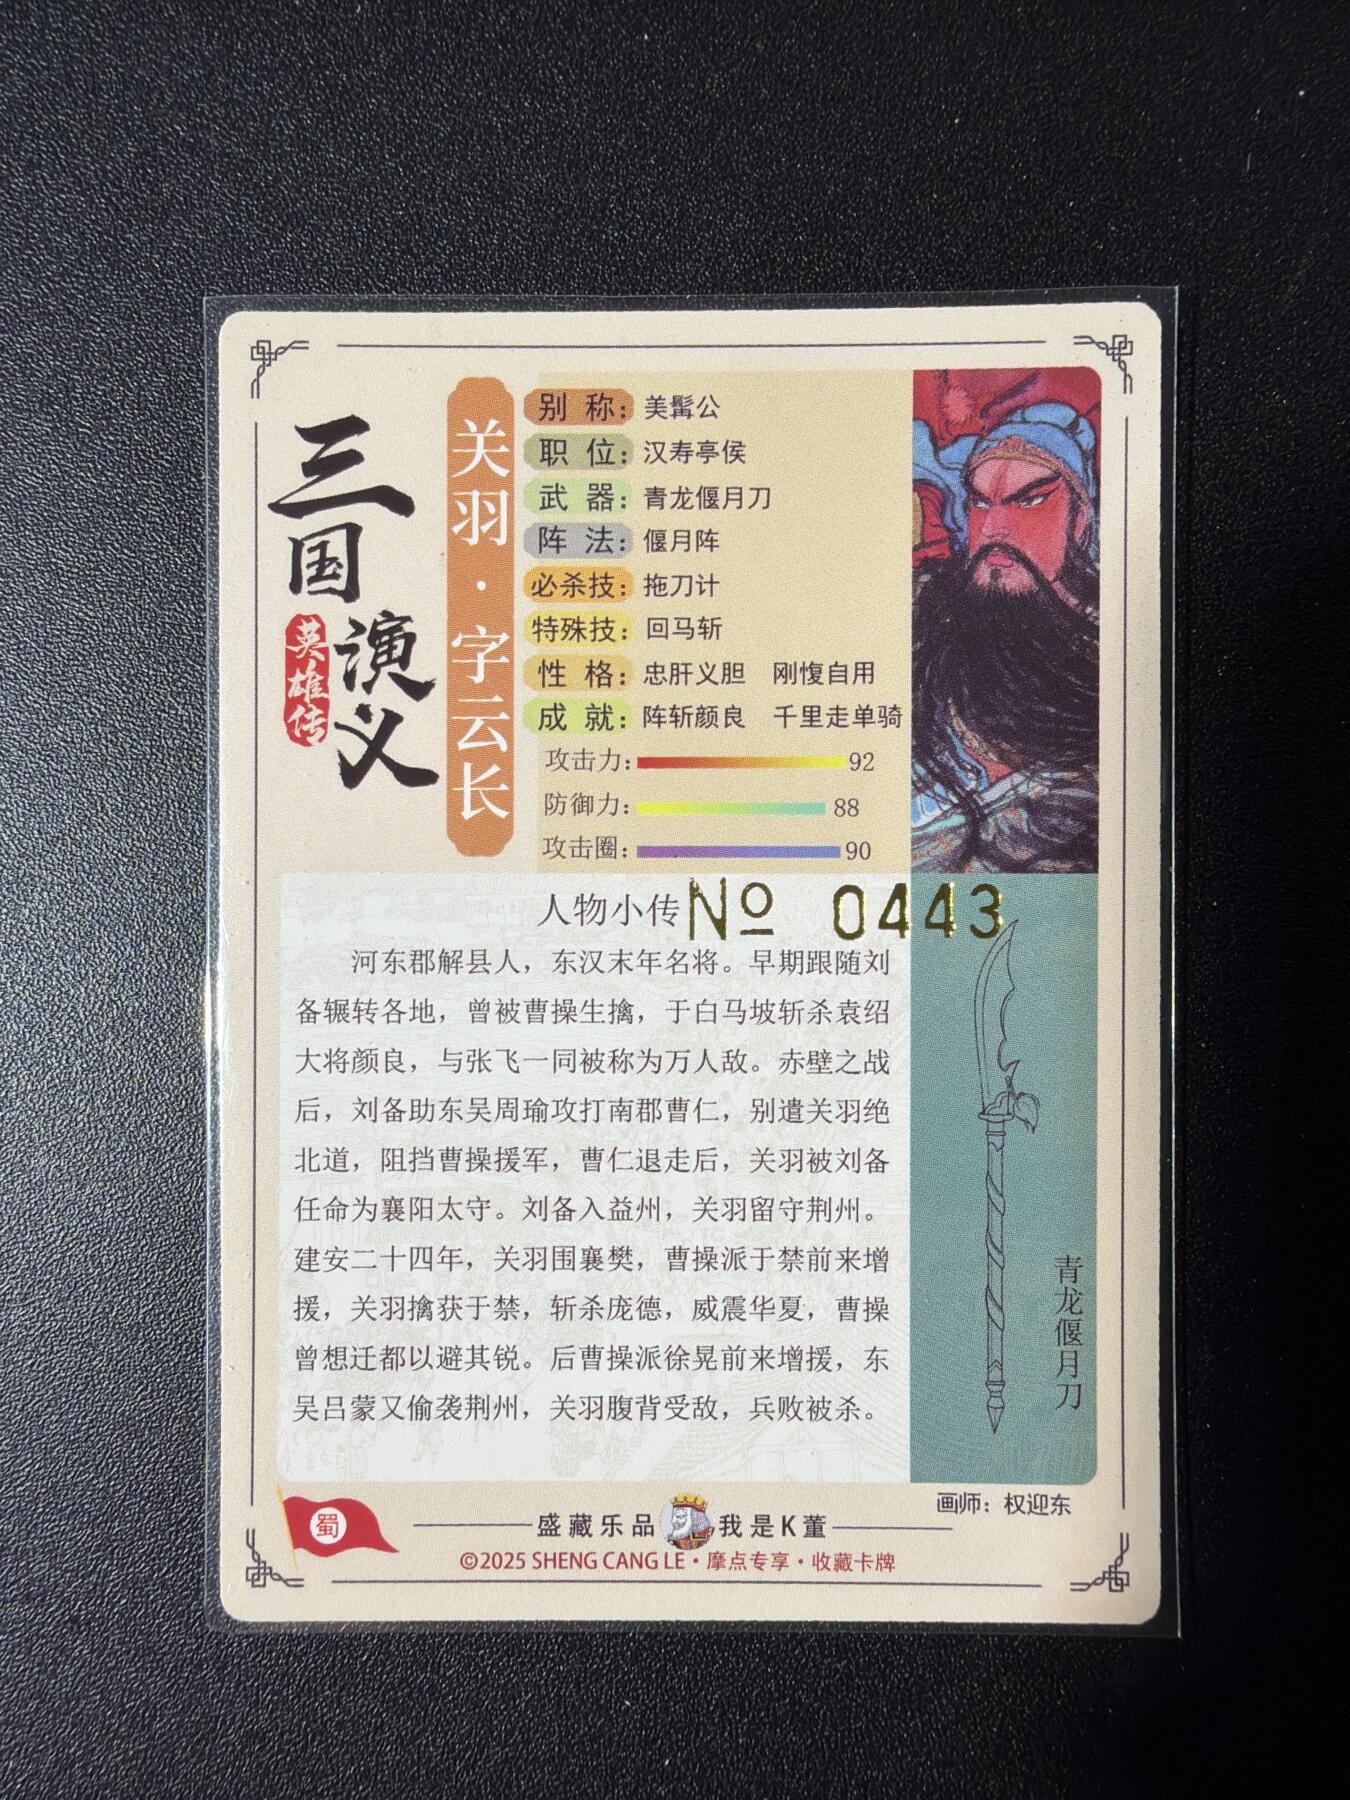 三国
演义
英雄传
关羽·字云长
别 称：美髯公
职 位：汉寿亭侯
武 器：青龙偃月刀
阵 法：偃月阵
必杀技：拖刀计
特殊技：回马斩
性 格：忠肝义胆 刚愎自用
成 就：阵斩颜良 千里走单骑
攻击力：92
防御力：88
攻击圈：90
人物小传
№ 0443
河东郡解县人，东汉末年名将。早期跟随刘
备辗转各地，曾被曹操生擒，于白马坡斩杀袁绍
大将颜良，与张飞一同被称为万人敌。赤壁之战
后，刘备助东吴周瑜攻打南郡曹仁，别遣关羽绝
北道，阻挡曹操援军，曹仁退走后，关羽被刘备
任命为襄阳太守。刘备入益州，关羽留守荆州。
建安二十四年，关羽围襄樊，曹操派于禁前来增
援，关羽擒获于禁，斩杀庞德，威震华夏，曹操
曾想迁都以避其锐。后曹操派徐晃前来增援，东
吴吕蒙又偷袭荆州，关羽腹背受敌，兵败被杀。
青龙偃月刀
画师：权迎东
蜀
盛藏乐品 我是K董
©2025 SHENG CANG LE·摩点专享·收藏卡牌